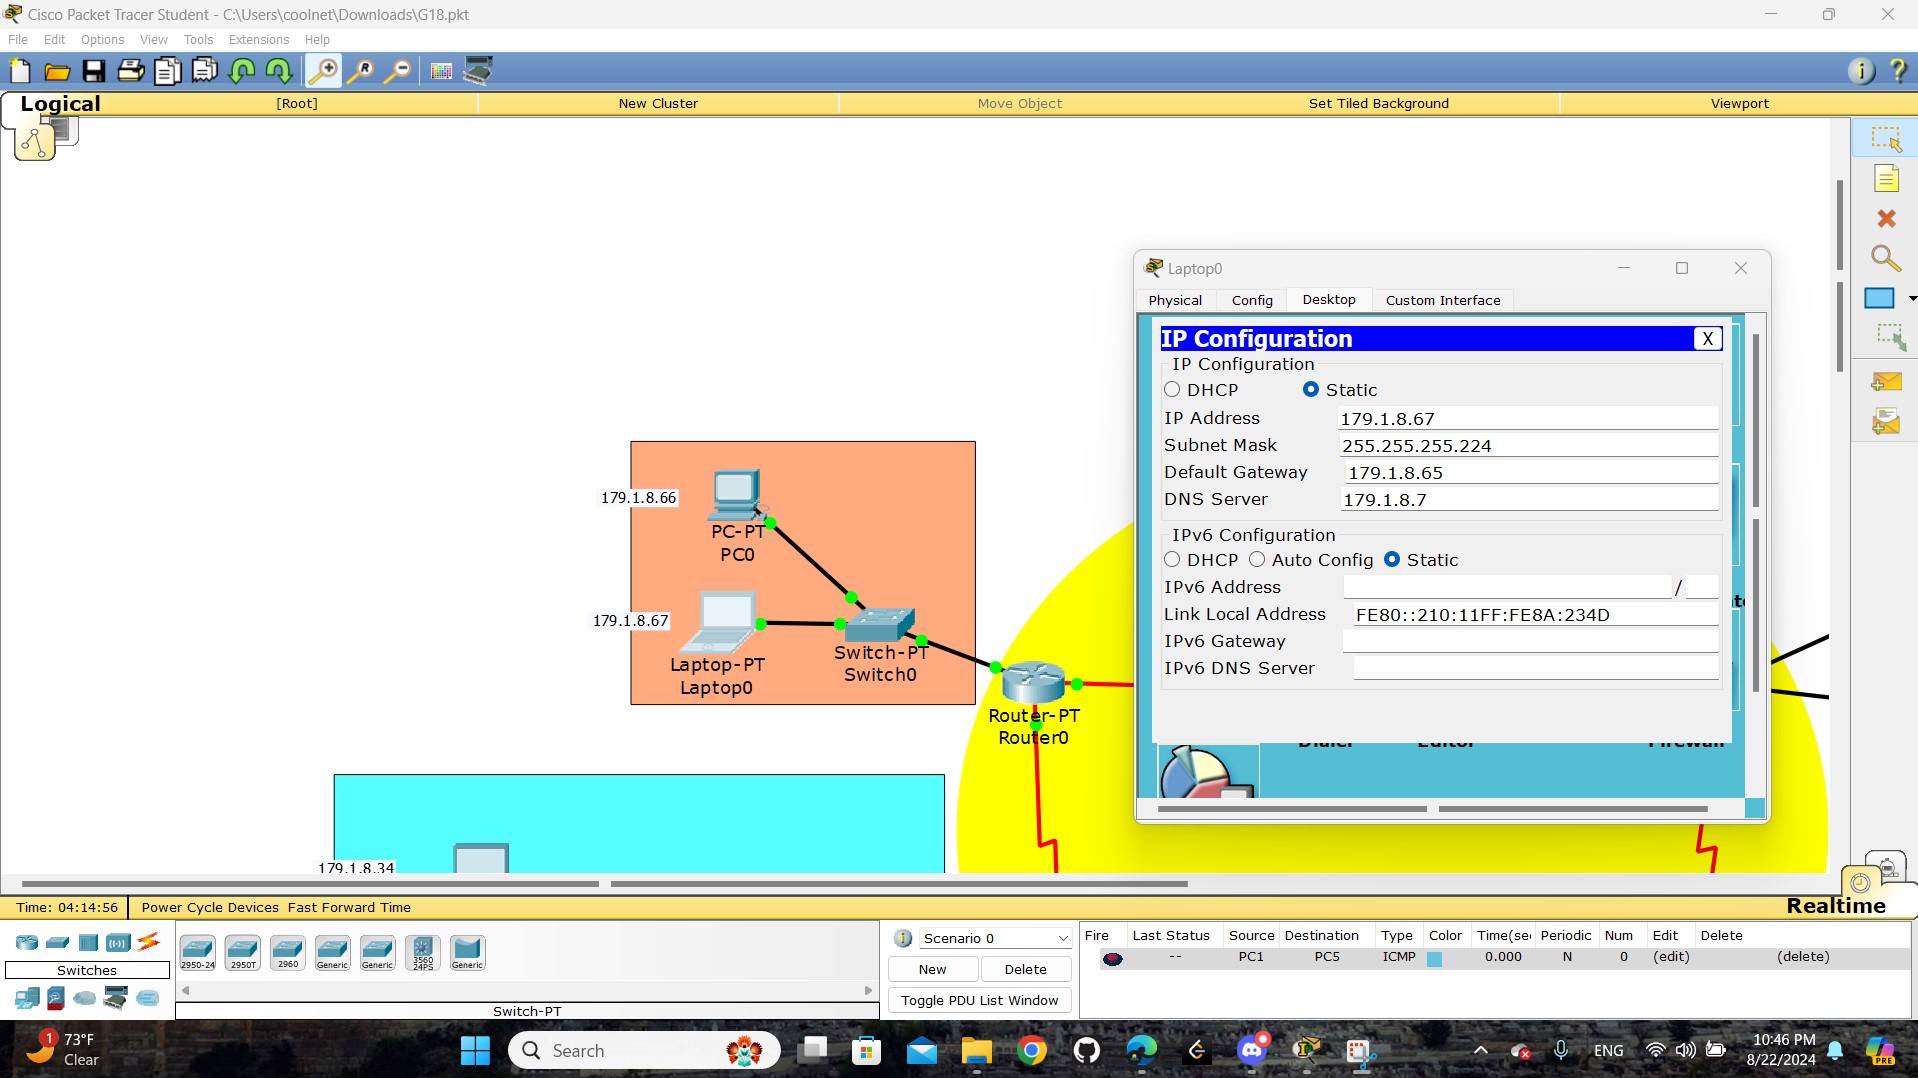 Cisco Packet Tracer Student - C:\Users\coolnet\Downloads\G18.pkt
File Edit Options View Tools Extensions Help
Logical [Root] New Cluster Move Object Set Tiled Background Viewport
Laptop0
Physical Config Desktop Custom Interface
IP Configuration X
IP Configuration
DHCP Static
IP Address 179.1.8.67
Subnet Mask 255.255.255.224
Default Gateway 179.1.8.65
DNS Server 179.1.8.7
IPv6 Configuration
DHCP Auto Config Static
IPv6 Address /
Link Local Address FE80::210:11FF:FE8A:234D
IPv6 Gateway
IPv6 DNS Server
Dialer Editor Firewall
179.1.8.66
PC-PT
PC0
179.1.8.67
Laptop-PT
Laptop0
Switch-PT
Switch0
Router-PT
Router0
179.1.8.34
Time: 04:14:56 Power Cycle Devices Fast Forward Time Realtime
Switches
2950-24 2950T 2960 Generic Generic 3560 24PS Generic
Switch-PT
Scenario 0
New Delete
Toggle PDU List Window
Fire Last Status Source Destination Type Color Time(sec Periodic Num Edit Delete
-- PC1 PC5 ICMP 0.000 N 0 (edit) (delete)
1 73°F
Clear
Search
ENG
10:46 PM
8/22/2024
PRE